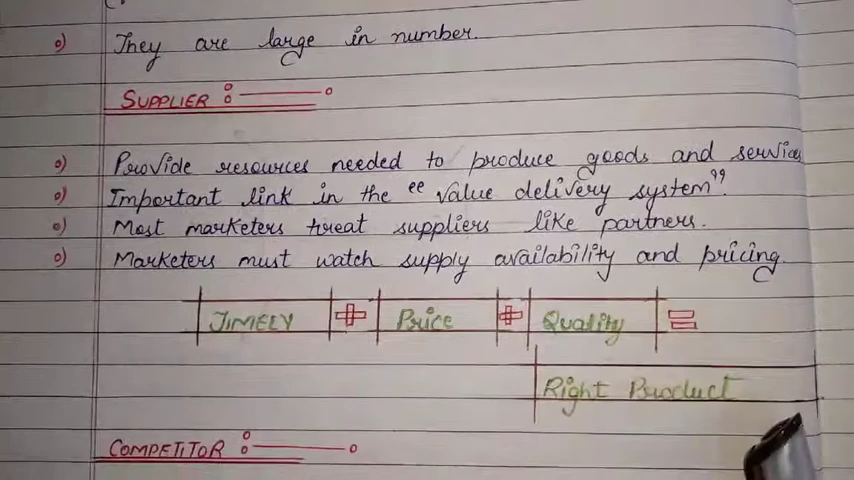 They are large in number.
SUPPLIER
Provide resources needed to produce goods and services
Important link in the "value delivery system".
Most marketers treat suppliers like partners.
Marketers must watch supply availability and pricing.
TIMELY + Price + Quality =
Right Product
COMPETITOR